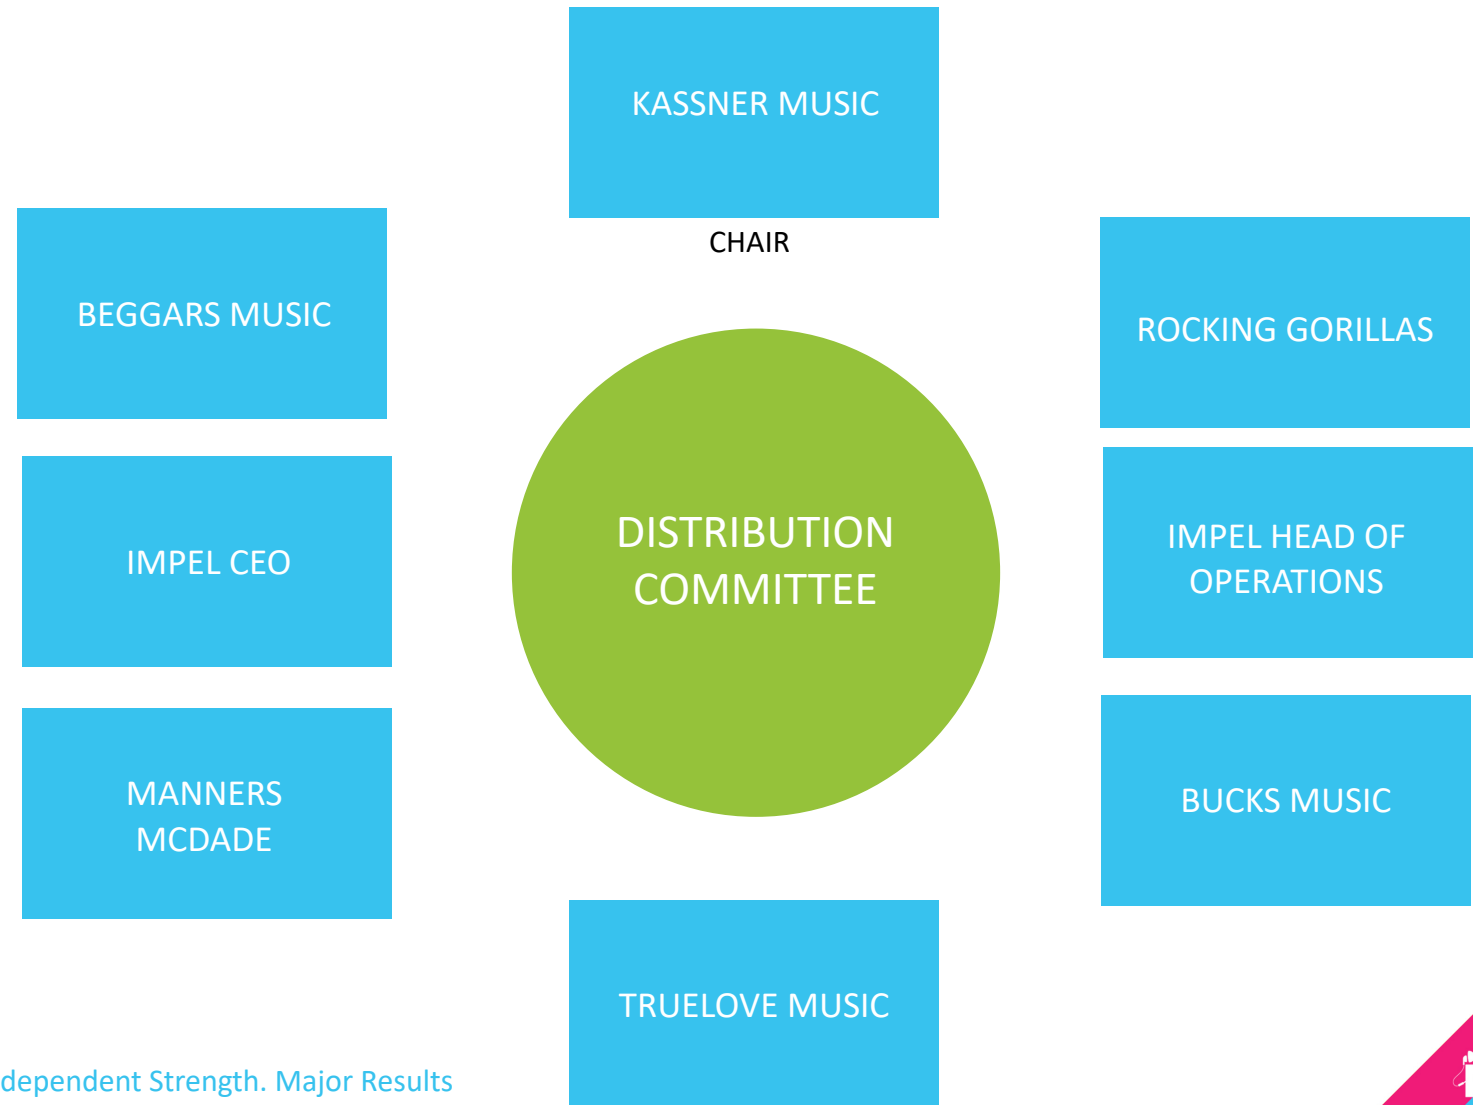 KASSNER MUSIC
CHAIR
BEGGARS MUSIC
ROCKING GORILLAS
DISTRIBUTION
COMMITTEE
IMPEL CEO
IMPEL HEAD OF
OPERATIONS
MANNERS
MCDADE
BUCKS MUSIC
TRUELOVE MUSIC
dependent Strength. Major Results